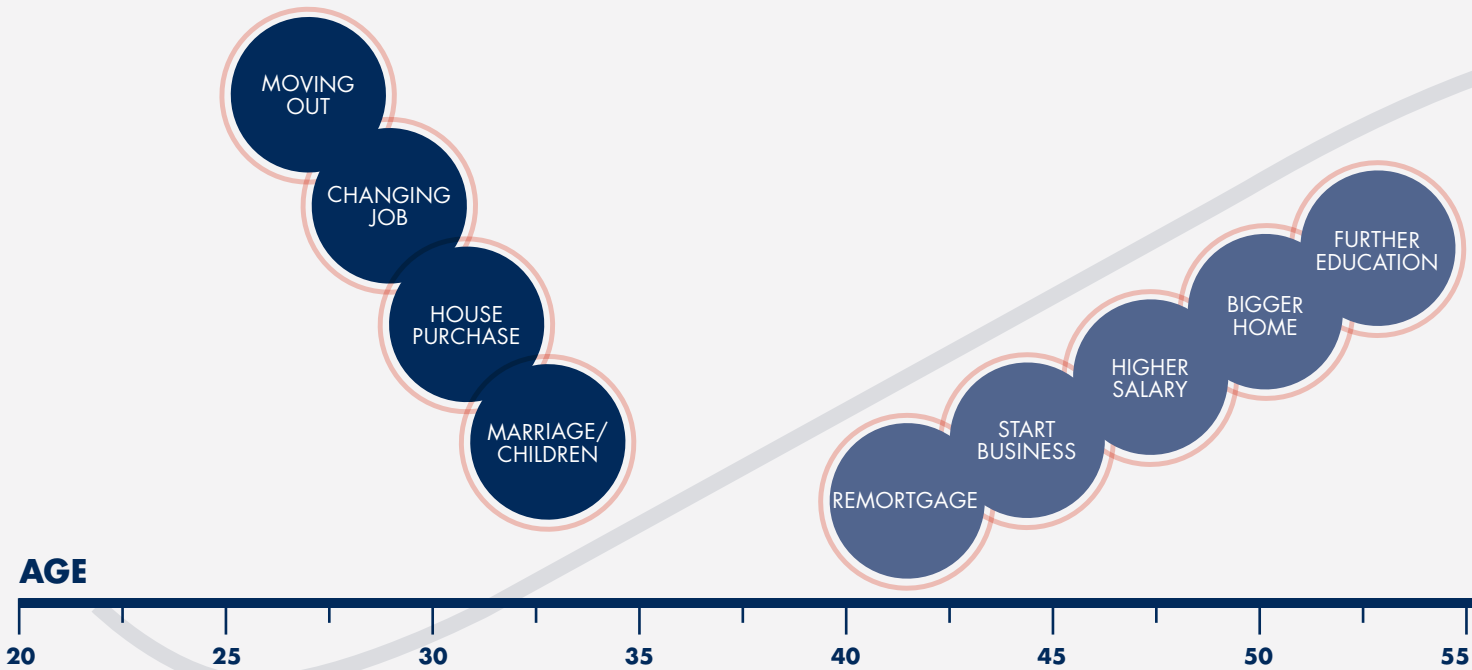 MOVING
OUT
CHANGING
JOB
HOUSE
PURCHASE
MARRIAGE/
CHILDREN
FURTHER
EDUCATION
BIGGER
HOME
HIGHER
SALARY
START
BUSINESS
REMORTGAGE
AGE
20 25 30 35 40 45 50 55